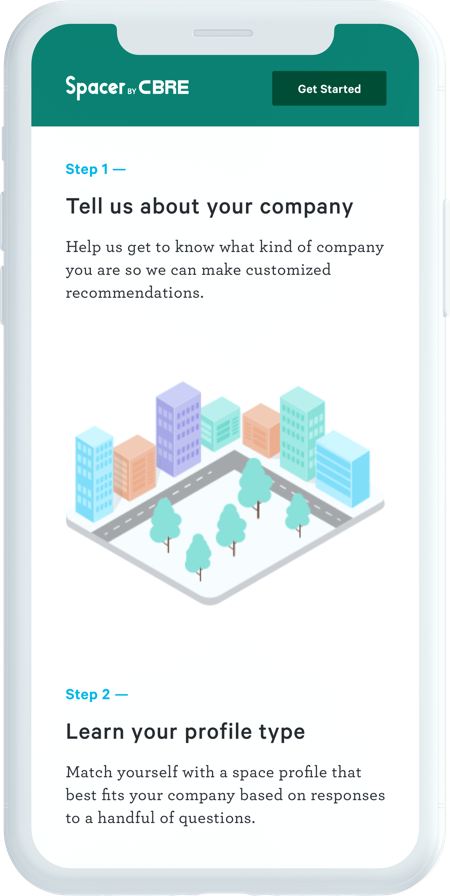 Spacer BY CBRE
Get Started
Step 1 —
Tell us about your company
Help us get to know what kind of company
you are so we can make customized
recommendations.
Step 2 —
Learn your profile type
Match yourself with a space profile that
best fits your company based on responses
to a handful of questions.